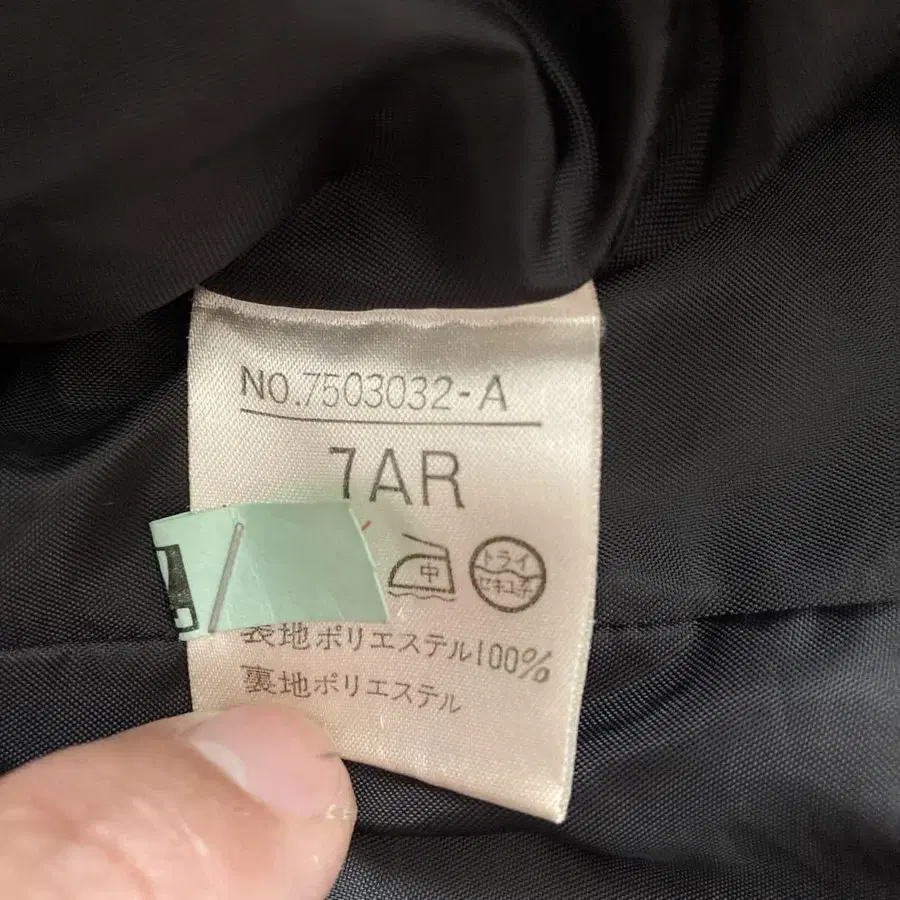 NO.7503032-A
7AR
中
ドライ
セキユ系
表地ポリエステル100%
裏地ポリエステル